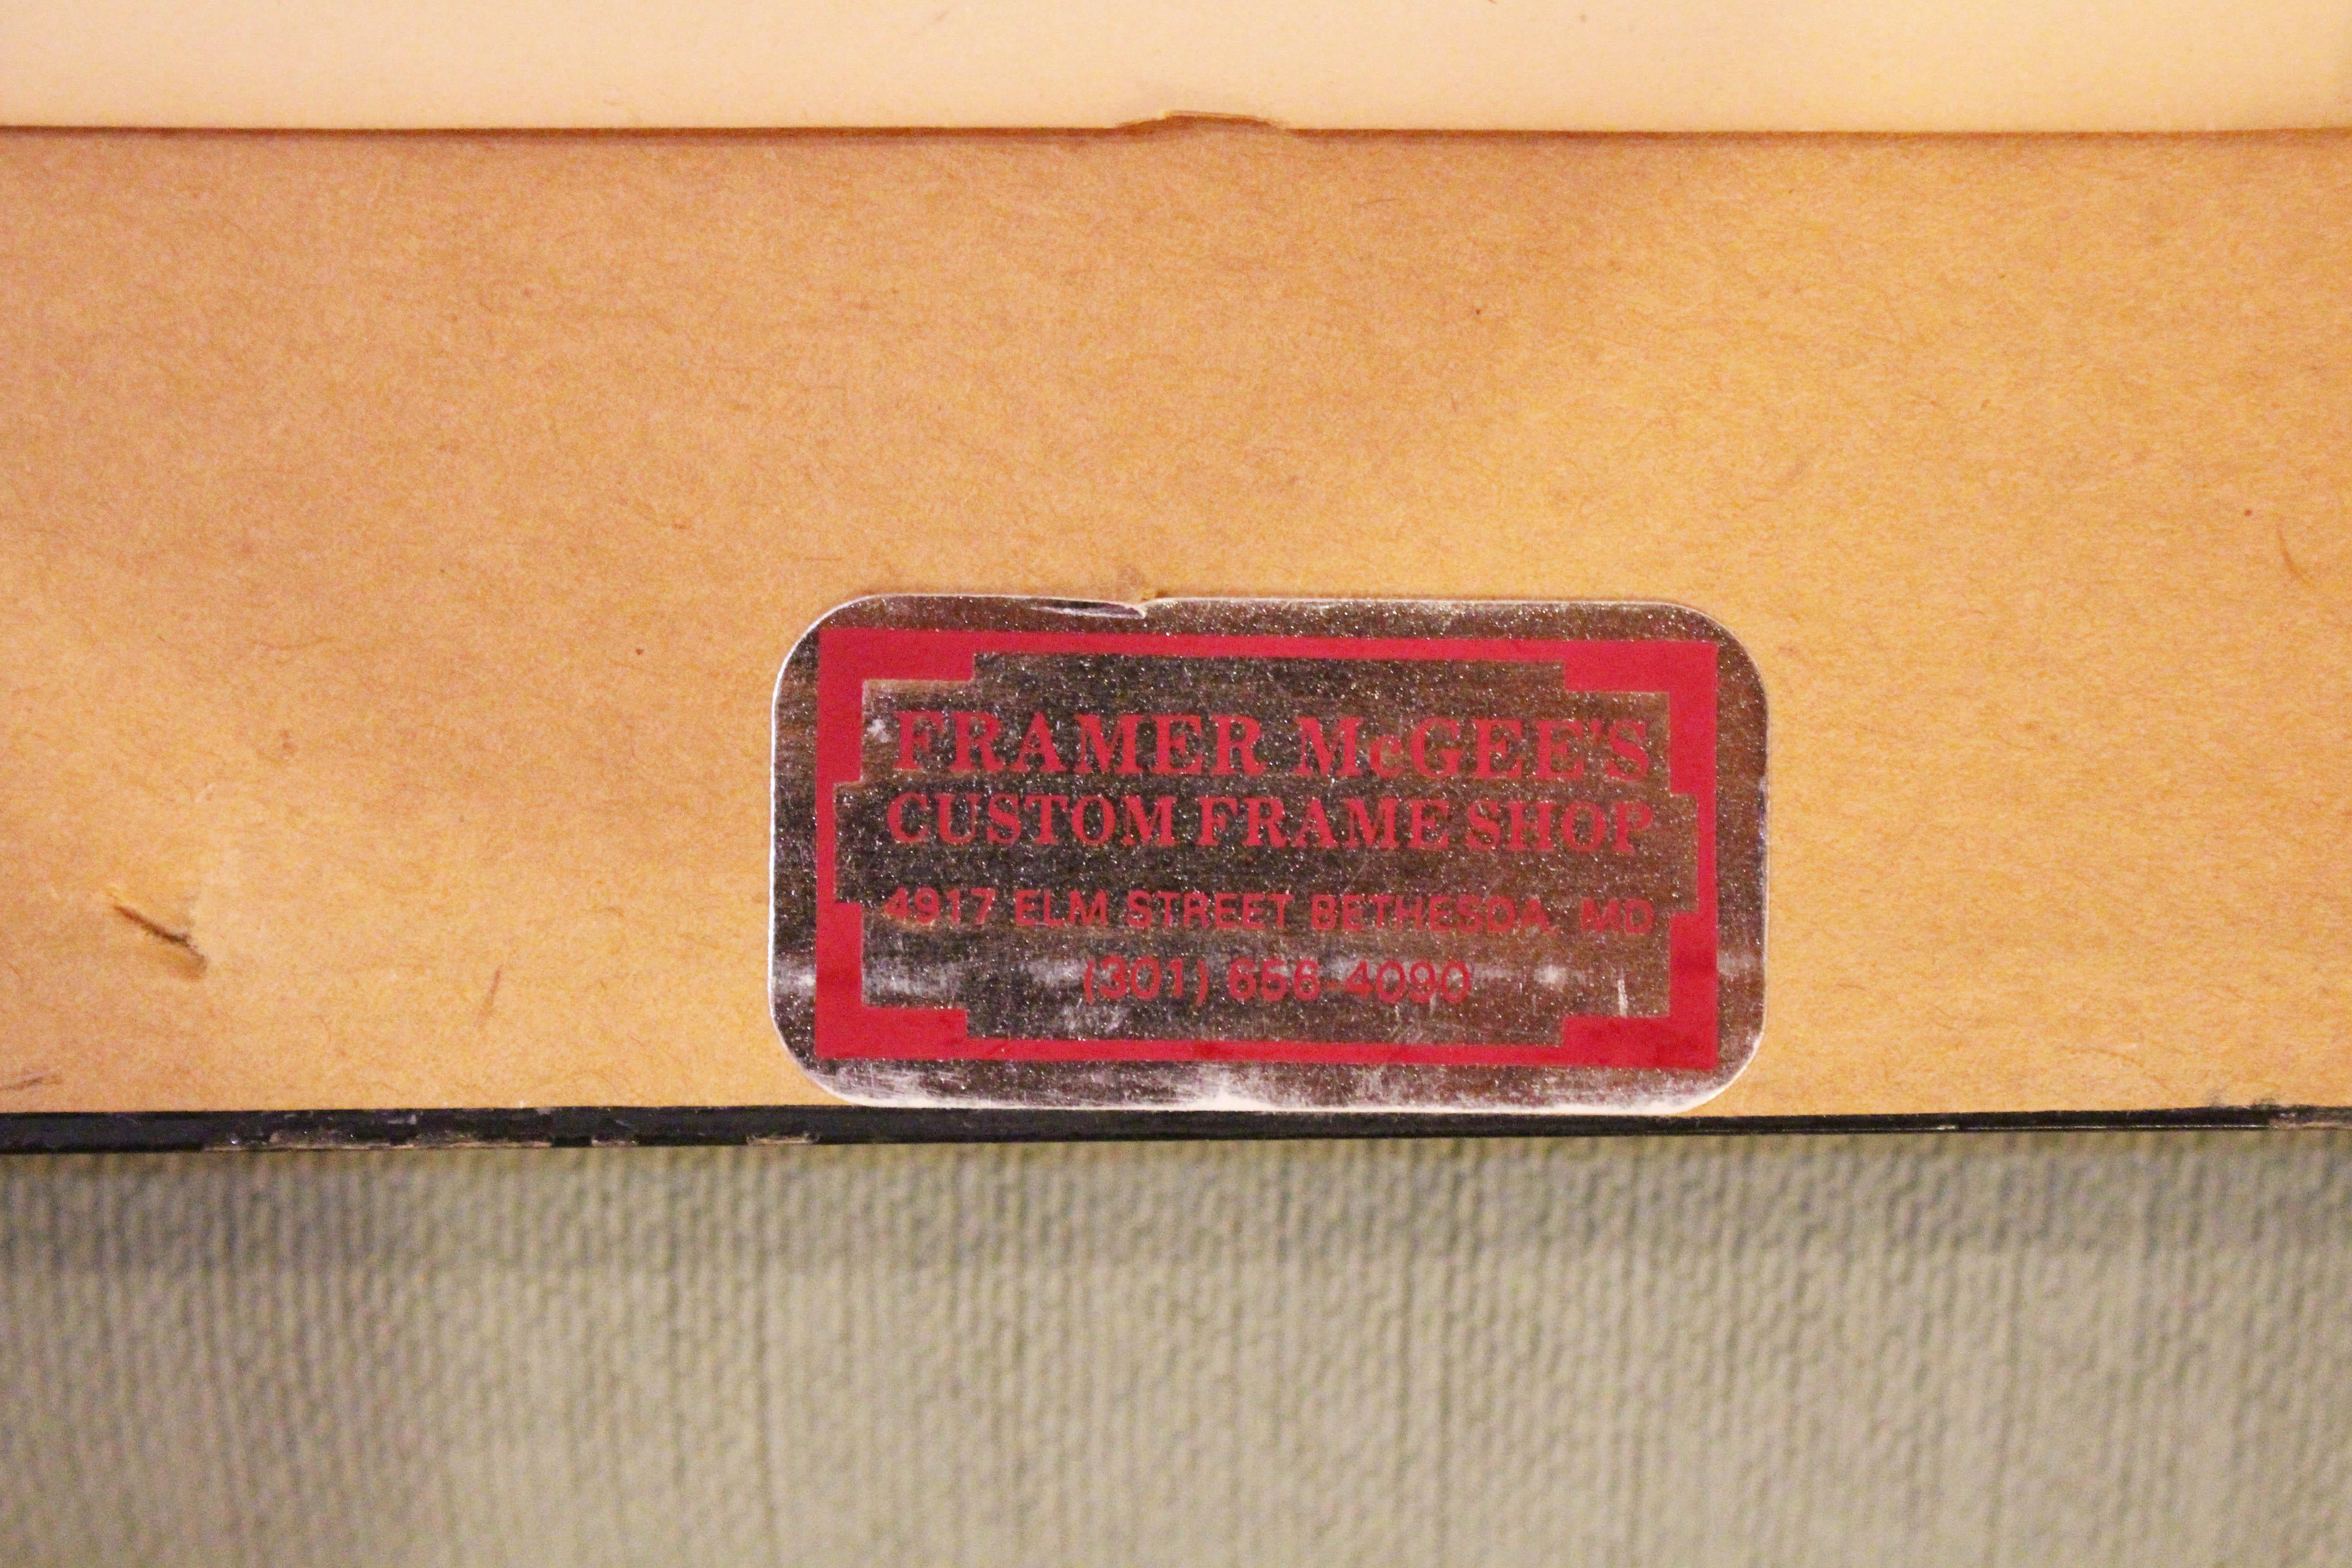 FRAMER McGEE'S
CUSTOM FRAME SHOP
4917 ELM STREET BETHESDA, MD
(301) 656-4090